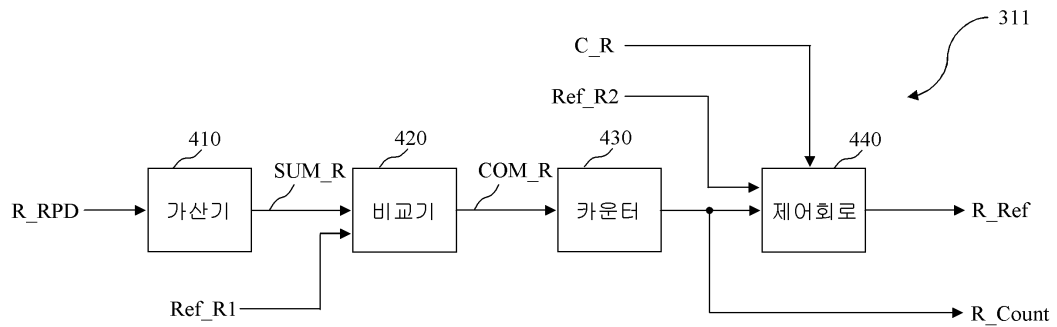 311
C_R
Ref_R2
410
420
430
440
SUM_R
COM_R
R_RPD
가산기
비교기
카운터
제어회로
R_Ref
Ref_R1
R_Count